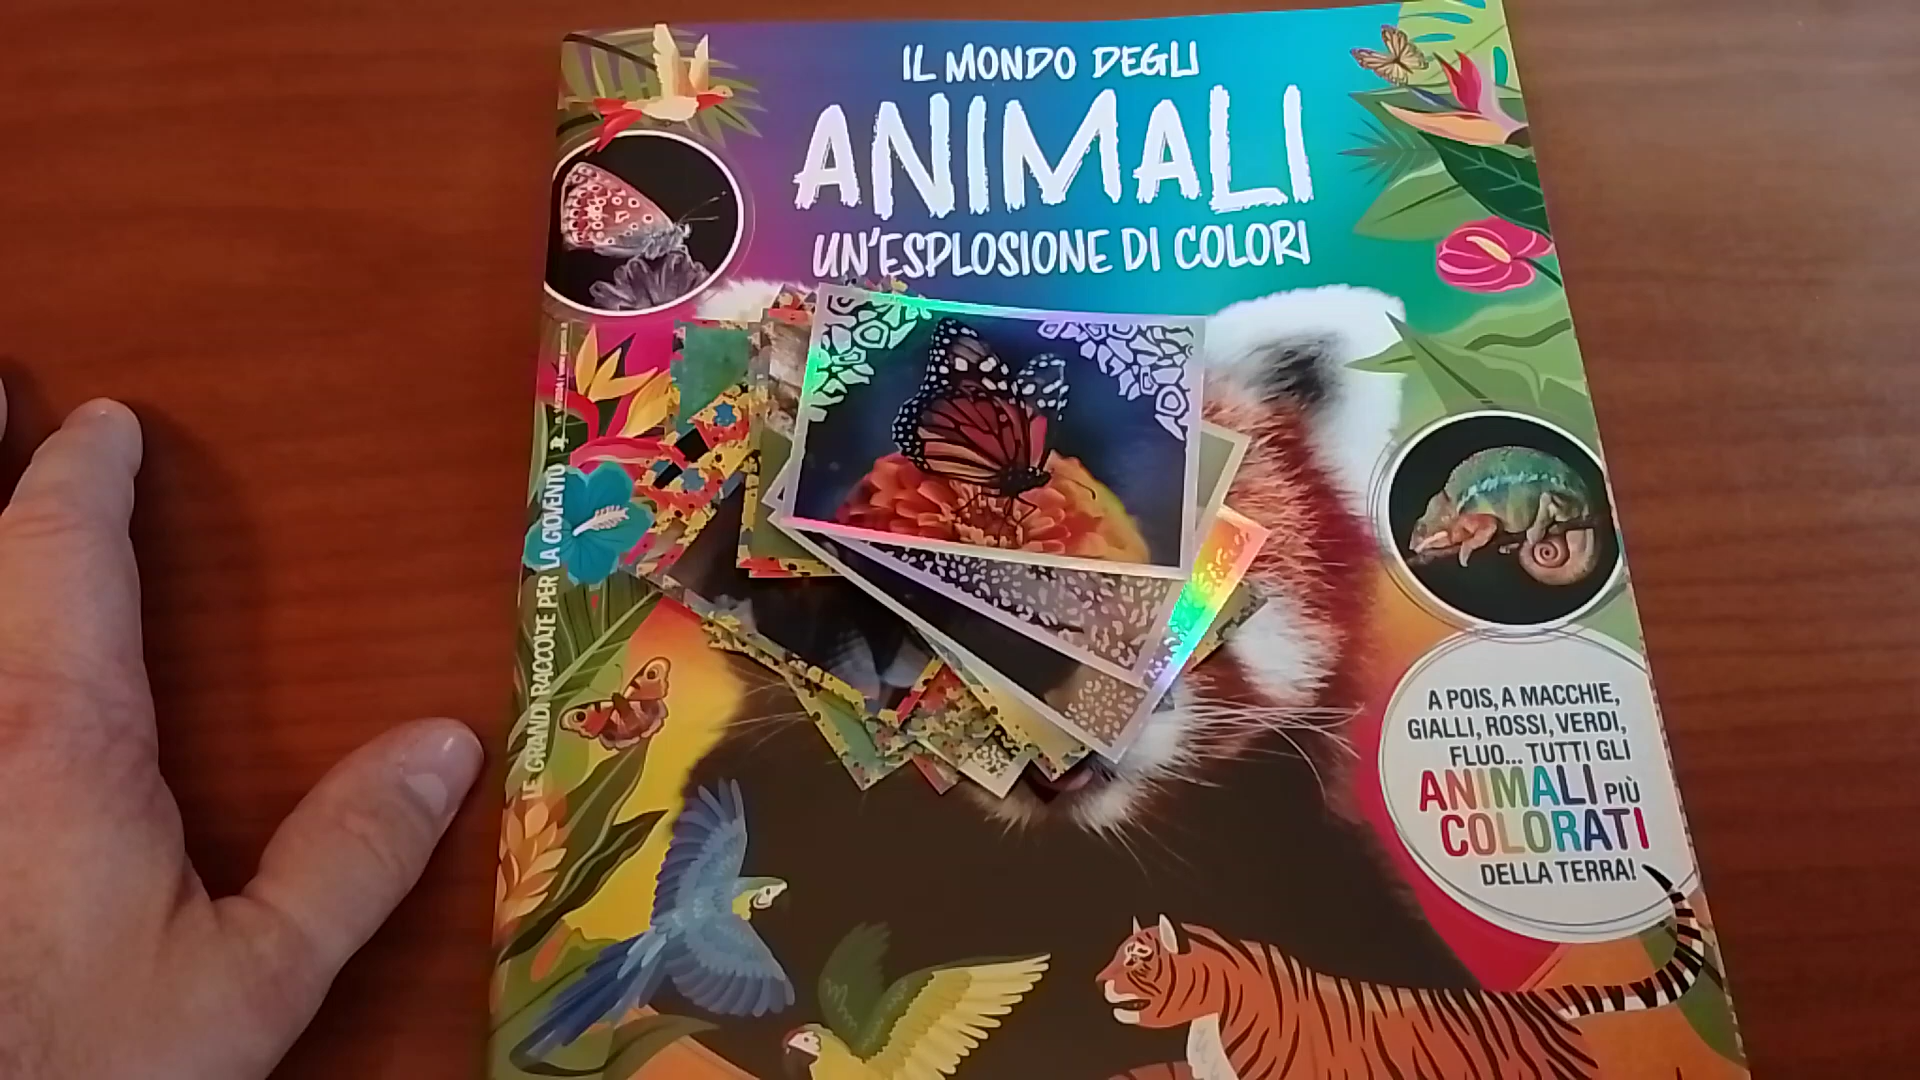 IL MONDO DEGLI
ANIMALI
UN'ESPLOSIONE DI COLORI
LE GRANDI RACCOLTE PER LA GIOVENTÙ
A POIS, A MACCHIE,
GIALLI, ROSSI, VERDI,
FLUO... TUTTI GLI
ANIMALI PIÙ
COLORATI
DELLA TERRA!